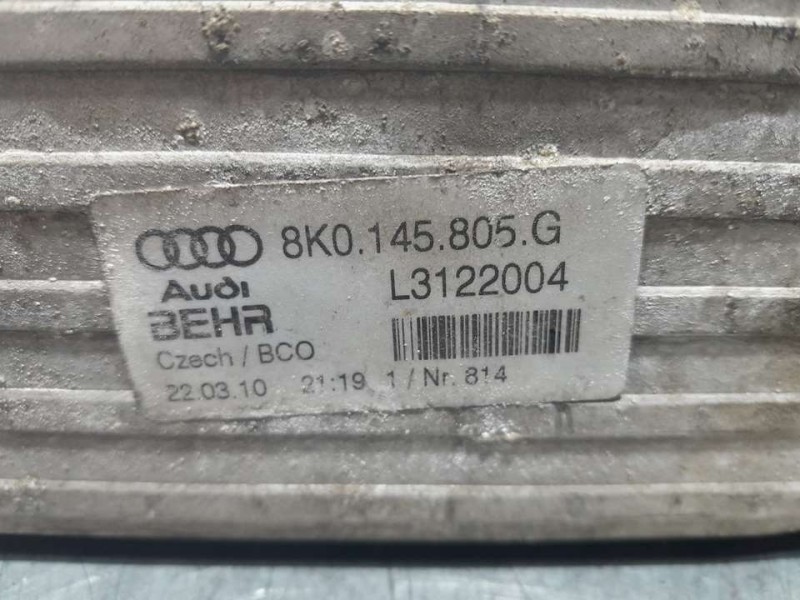 8K0.145.805.G
Audi
L3122004
BEHR
Czech / BCO
22.03.10 21:19 1 / Nr. 814